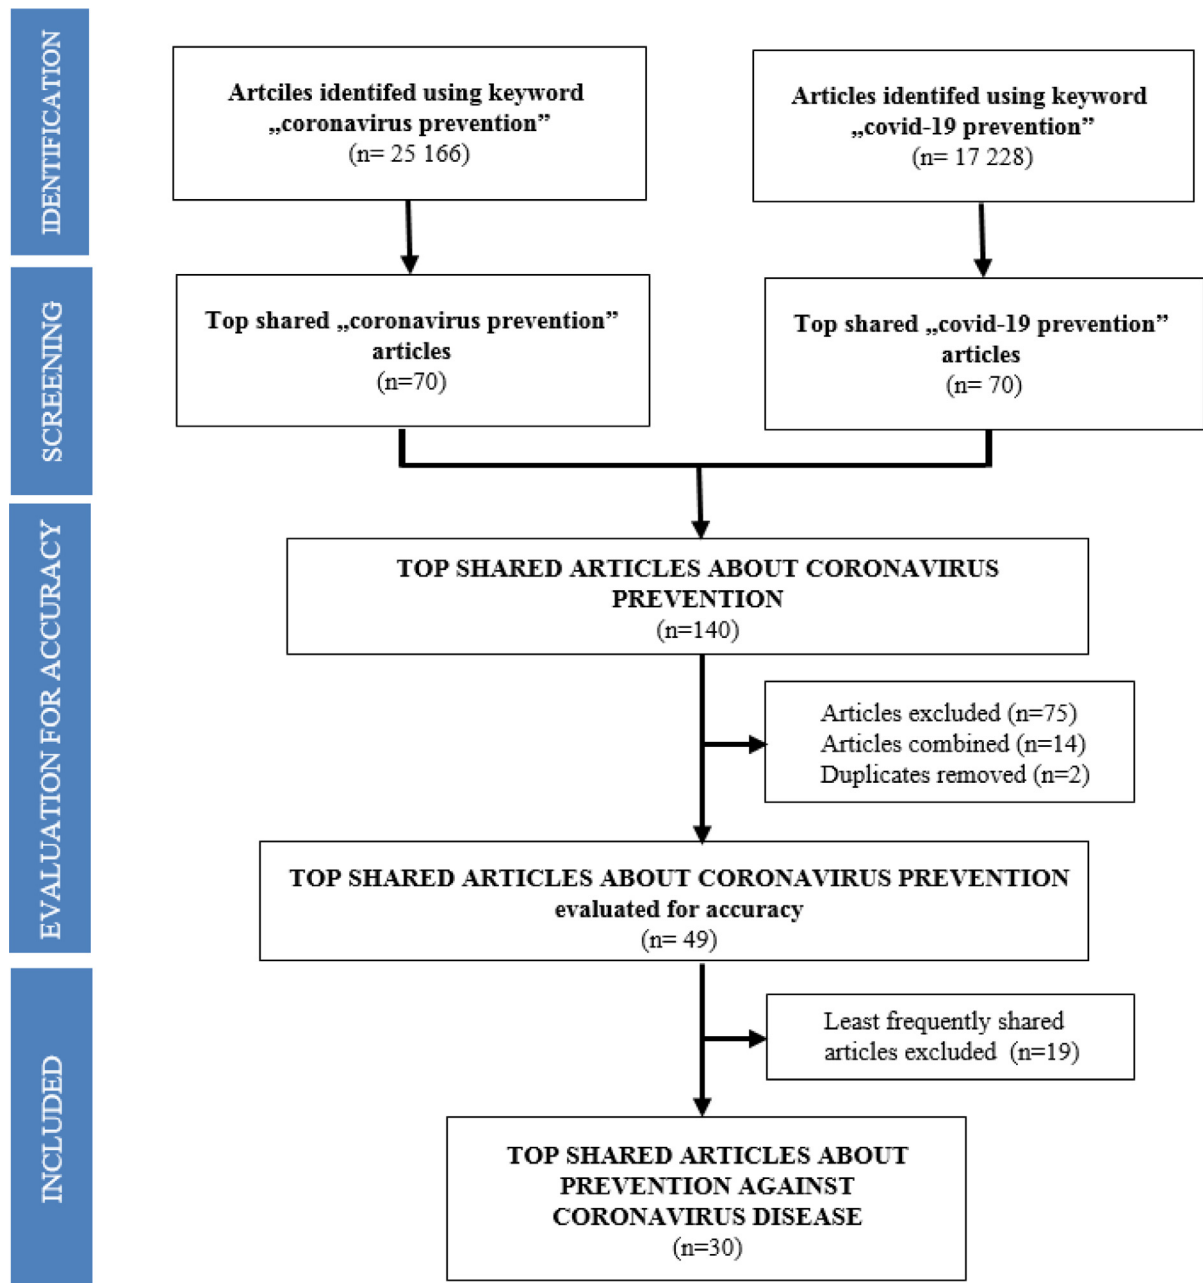 IDENTIFICATION
Artciles identifed using keyword
„coronavirus prevention”
(n= 25 166)
Articles identifed using keyword
„covid-19 prevention”
(n= 17 228)
SCREENING
Top shared „coronavirus prevention”
articles
(n=70)
Top shared „covid-19 prevention”
articles
(n= 70)
EVALUATION FOR ACCURACY
TOP SHARED ARTICLES ABOUT CORONAVIRUS
PREVENTION
(n=140)
Articles excluded (n=75)
Articles combined (n=14)
Duplicates removed (n=2)
TOP SHARED ARTICLES ABOUT CORONAVIRUS PREVENTION
evaluated for accuracy
(n= 49)
INCLUDED
Least frequently shared
articles excluded (n=19)
TOP SHARED ARTICLES ABOUT
PREVENTION AGAINST
CORONAVIRUS DISEASE
(n=30)